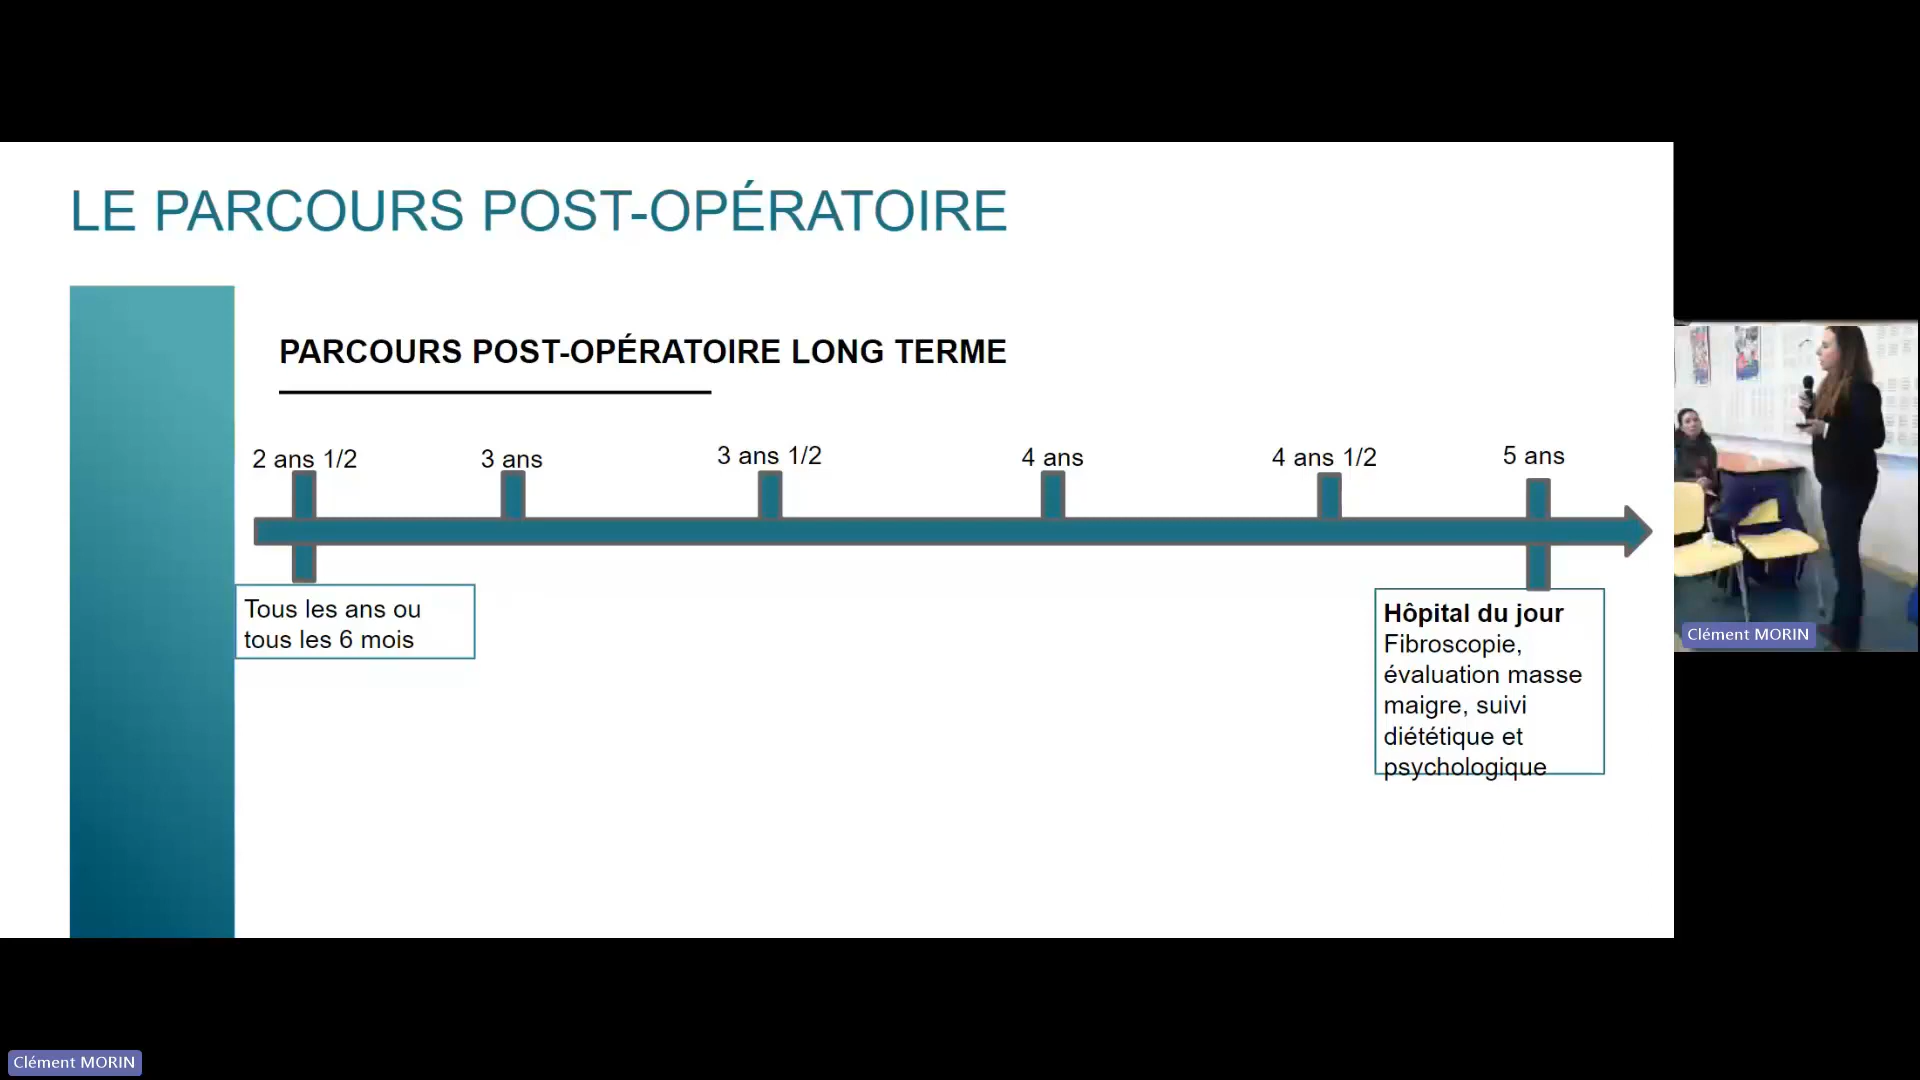 LE PARCOURS POST-OPÉRATOIRE
PARCOURS POST-OPÉRATOIRE LONG TERME
2 ans 1/2
3 ans
3 ans 1/2
4 ans
4 ans 1/2
5 ans
Tous les ans ou
tous les 6 mois
Hôpital du jour
Fibroscopie,
évaluation masse
maigre, suivi
diététique et
psychologique
Clément MORIN
Clément MORIN